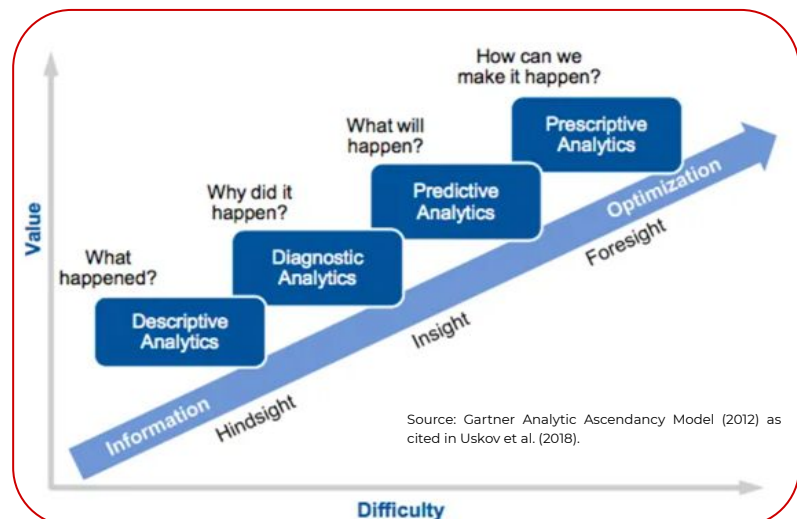 How can we
make it happen?
Prescriptive
Analytics
What will
happen?
Predictive
Analytics
Why did it
happen?
Diagnostic
Analytics
What
happened?
Descriptive
Analytics
Value
Information
Optimization
Hindsight
Insight
Foresight
Source: Gartner Analytic Ascendancy Model (2012) as
cited in Uskov et al. (2018).
Difficulty